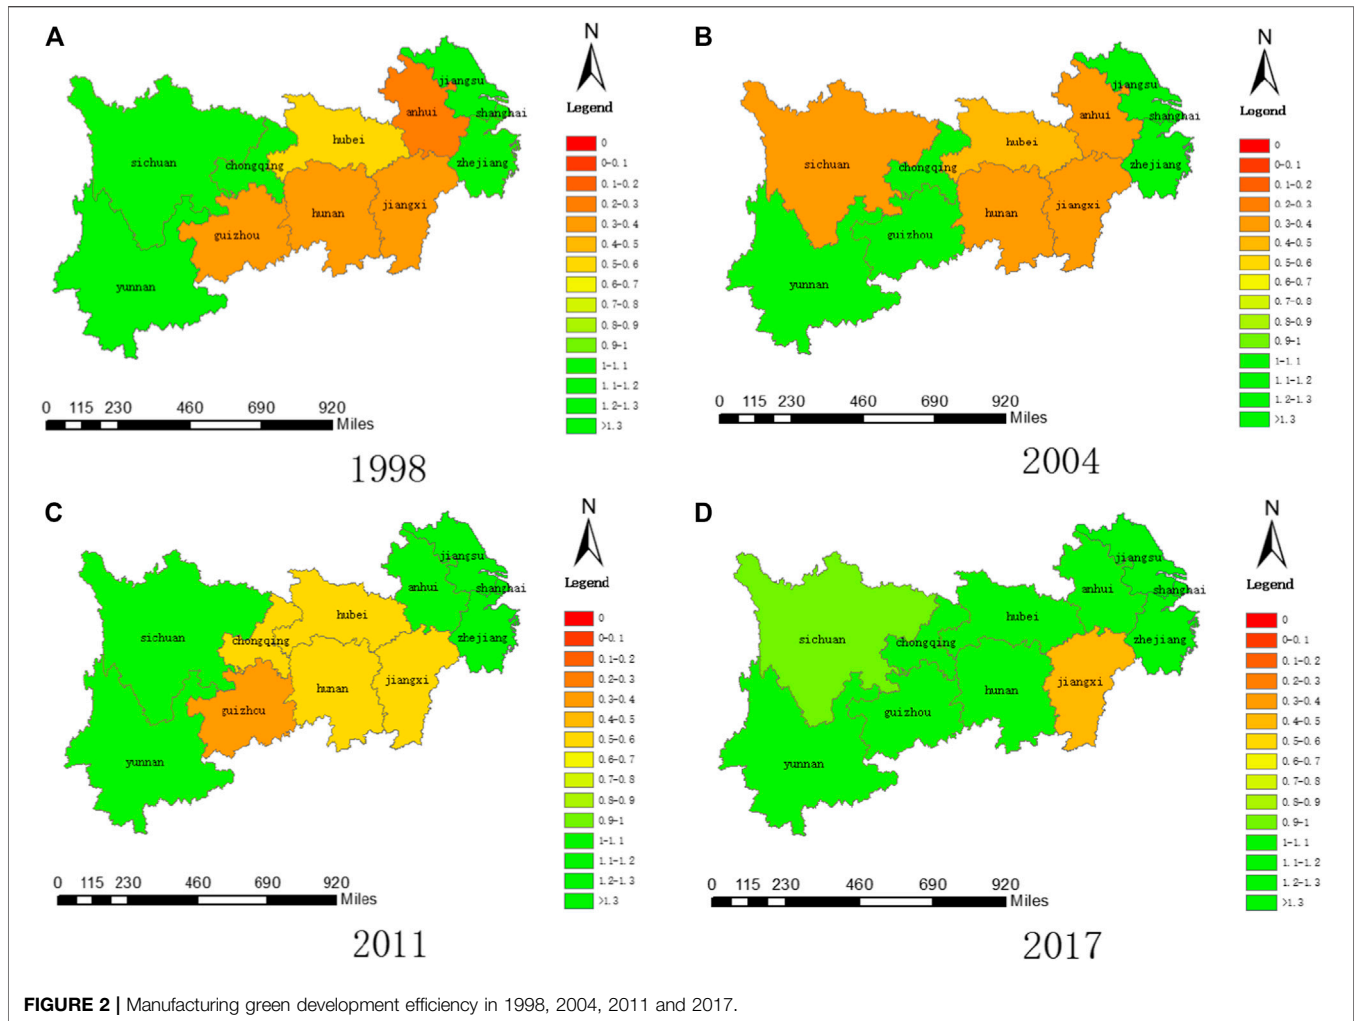 A
N
Legend
0
0-0.1
0.1-0.2
0.2-0.3
0.3-0.4
0.4-0.5
0.5-0.6
0.6-0.7
0.7-0.8
0.8-0.9
0.9-1
1-1.1
1.1-1.2
1.2-1.3
>1.3
jiangsu
shanghai
anhui
hubei
zhejiang
sichuan
chongqing
jiangxi
hunan
guizhou
yunnan
0 115 230 460 690 920
Miles
1998
B
N
Logond
0
0-0.1
0.1-0.2
0.2-0.3
0.3-0.4
0.4-0.5
0.5-0.6
0.6-0.7
0.7-0.8
0.8-0.9
0.9-1
1-1.1
1.1-1.2
1.2-1.3
>1.3
jiangsu
shanghai
anhui
hubei
zhejiang
sichuan
chongqing
jiangxi
hunan
guizhou
yunnan
0 115 230 460 690 920
Miles
2004
C
N
Legend
0
0-0.1
0.1-0.2
0.2-0.3
0.3-0.4
0.4-0.5
0.5-0.6
0.6-0.7
0.7-0.8
0.8-0.9
0.9-1
1-1.1
1.1-1.2
1.2-1.3
>1.3
jiangsu
anhui
shanghai
hubei
zhejiang
sichuan
chongqing
jiangxi
hunan
guizhcu
yunnan
0 115 230 460 690 920
Miles
2011
D
N
Legend
0
0-0.1
0.1-0.2
0.2-0.3
0.3-0.4
0.4-0.5
0.5-0.6
0.6-0.7
0.7-0.8
0.8-0.9
0.9-1
1-1.1
1.1-1.2
1.2-1.3
>1.3
jiangsu
anhui
shanghai
hubei
zhejiang
sichuan
chongqing
jiangxi
hunan
guizhou
yunnan
0 115 230 460 690 920
Miles
2017
FIGURE 2 | Manufacturing green development efficiency in 1998, 2004, 2011 and 2017.